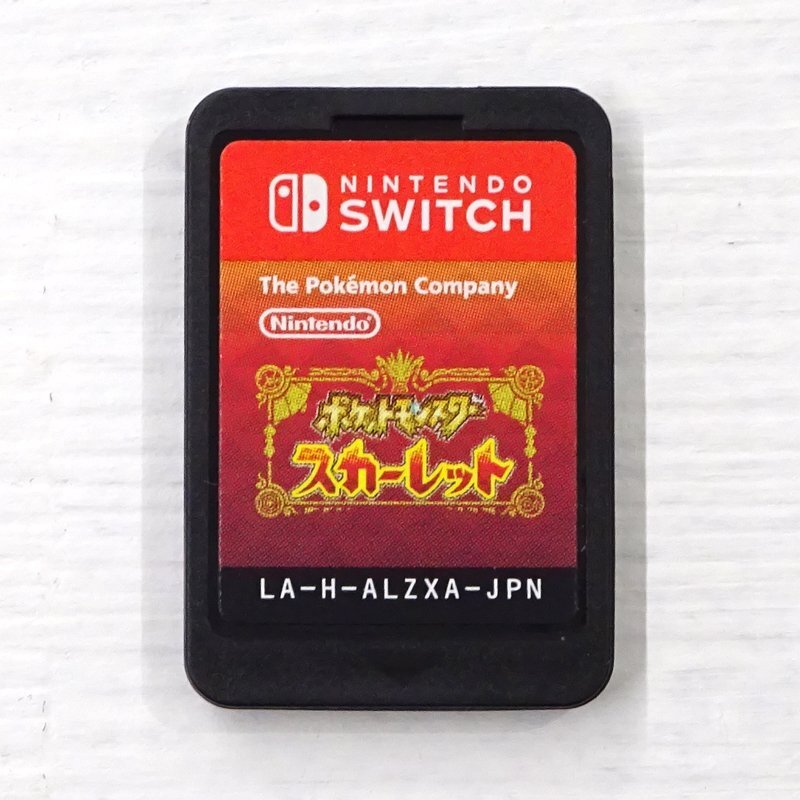 NINTENDO
SWITCH
The Pokémon Company
Nintendo
ポケットモンスター
スカーレット
LA-H-ALZXA-JPN